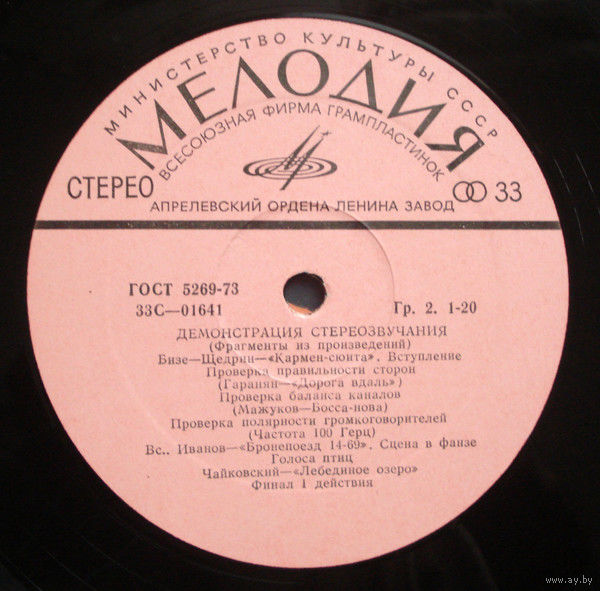 МИНИСТЕРСТВО КУЛЬТУРЫ СССР
МЕЛОДИЯ
ВСЕСОЮЗНАЯ ФИРМА ГРАМПЛАСТИНОК
СТЕРЕО
33
АПРЕЛЕВСКИЙ ОРДЕНА ЛЕНИНА ЗАВОД
ГОСТ 5269-73
33С—01641
Гр. 2. 1-20
ДЕМОНСТРАЦИЯ СТЕРЕОЗВУЧАНИЯ
(Фрагменты из произведений)
Бизе—Щедрин—«Кармен-сюита». Вступление
Проверка правильности сторон
(Гаранян—«Дорога вдаль»)
Проверка баланса каналов
(Мажуков—Босса-нова)
Проверка полярности громкоговорителей
(Частота 100 Герц)
Вс.. Иванов—«Бронепоезд 14-69». Сцена в фанзе
Голоса птиц
Чайковский—«Лебединое озеро»
Финал 1 действия
www.ay.by